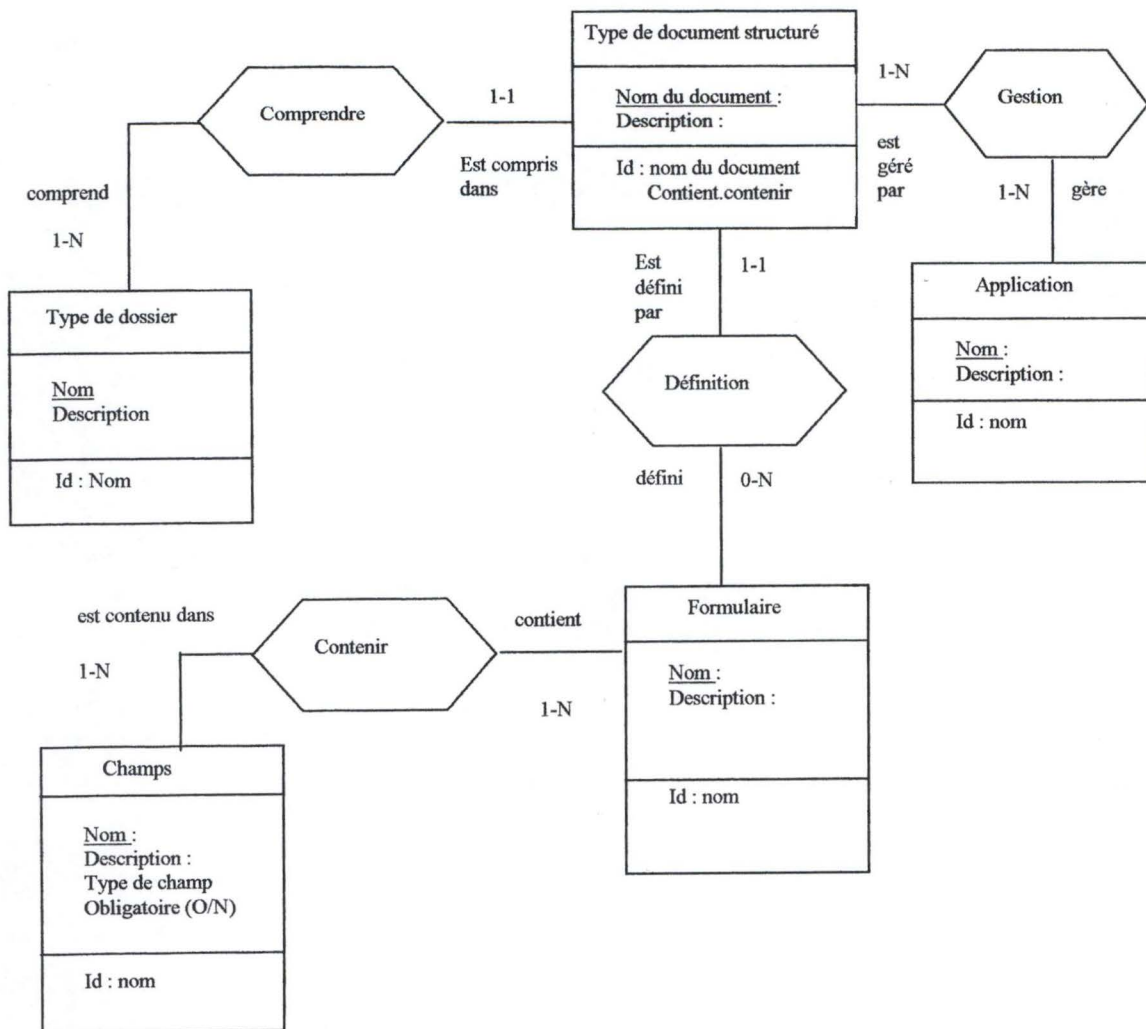 Type de document structuré
Nom du document :
Description :
Id : nom du document
Contient.contenir
Comprendre
1-1
Est compris
dans
comprend
1-N
1-N
est
géré
par
Gestion
1-N
gère
Application
Nom :
Description :
Id : nom
Type de dossier
Nom
Description
Id : Nom
Est
défini
par
1-1
Définition
défini
0-N
Formulaire
Nom :
Description :
Id : nom
est contenu dans
1-N
Contenir
contient
1-N
Champs
Nom :
Description :
Type de champ
Obligatoire (O/N)
Id : nom